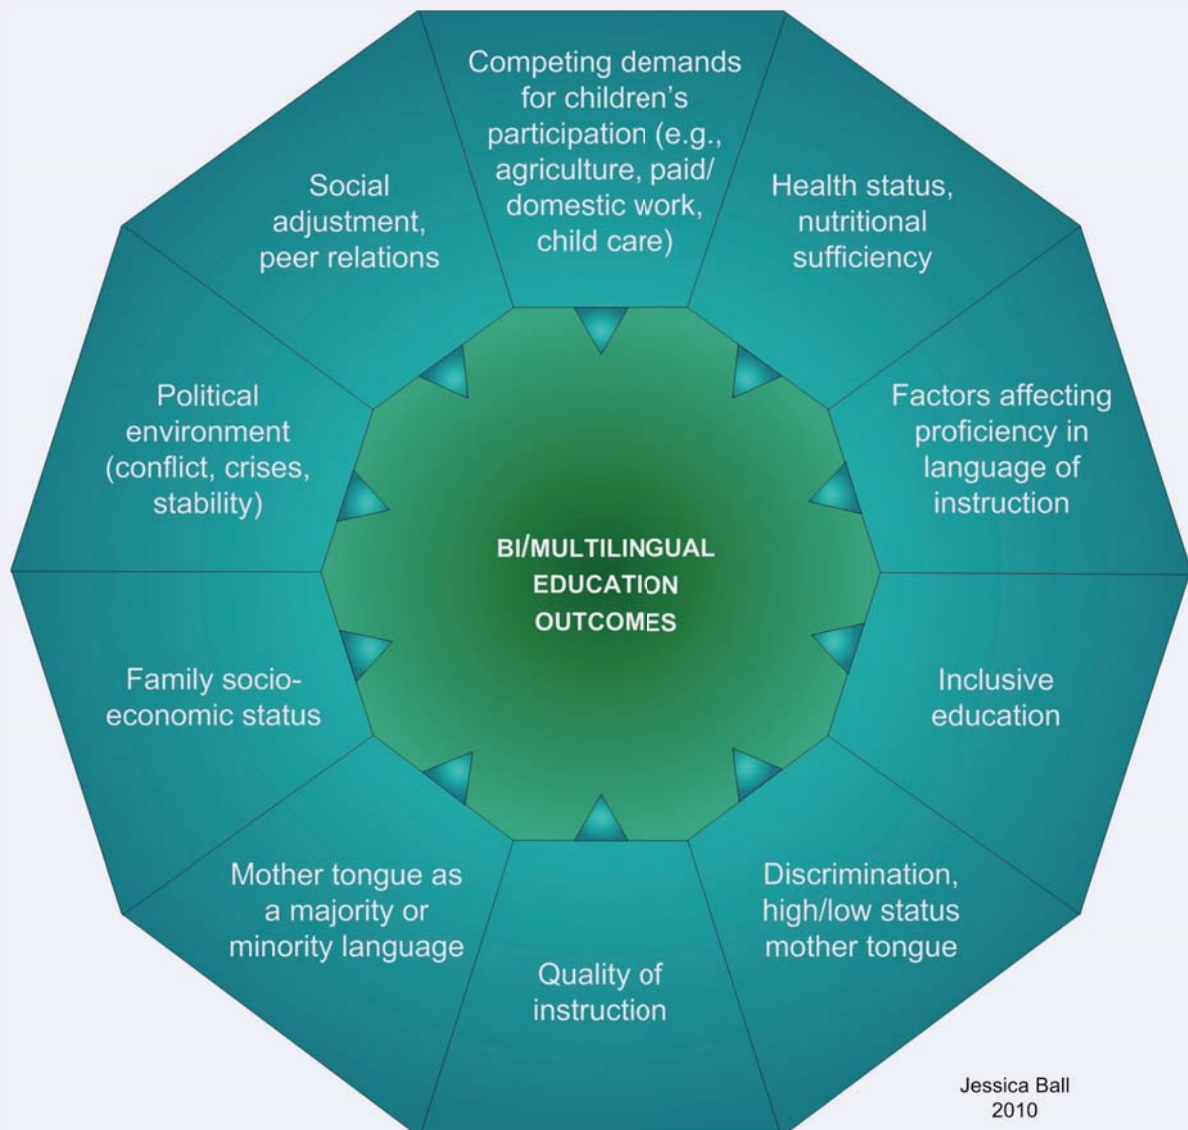 Competing demands
for children's
participation (e.g.,
agriculture, paid/
domestic work,
child care)
Health status,
nutritional
sufficiency
Factors affecting
proficiency in
language of
instruction
Inclusive
education
Discrimination,
high/low status
mother tongue
Quality of
instruction
Mother tongue as
a majority or
minority language
Family socio-
economic status
Political
environment
(conflict, crises,
stability)
Social
adjustment,
peer relations
BI/MULTILINGUAL
EDUCATION
OUTCOMES
Jessica Ball
2010